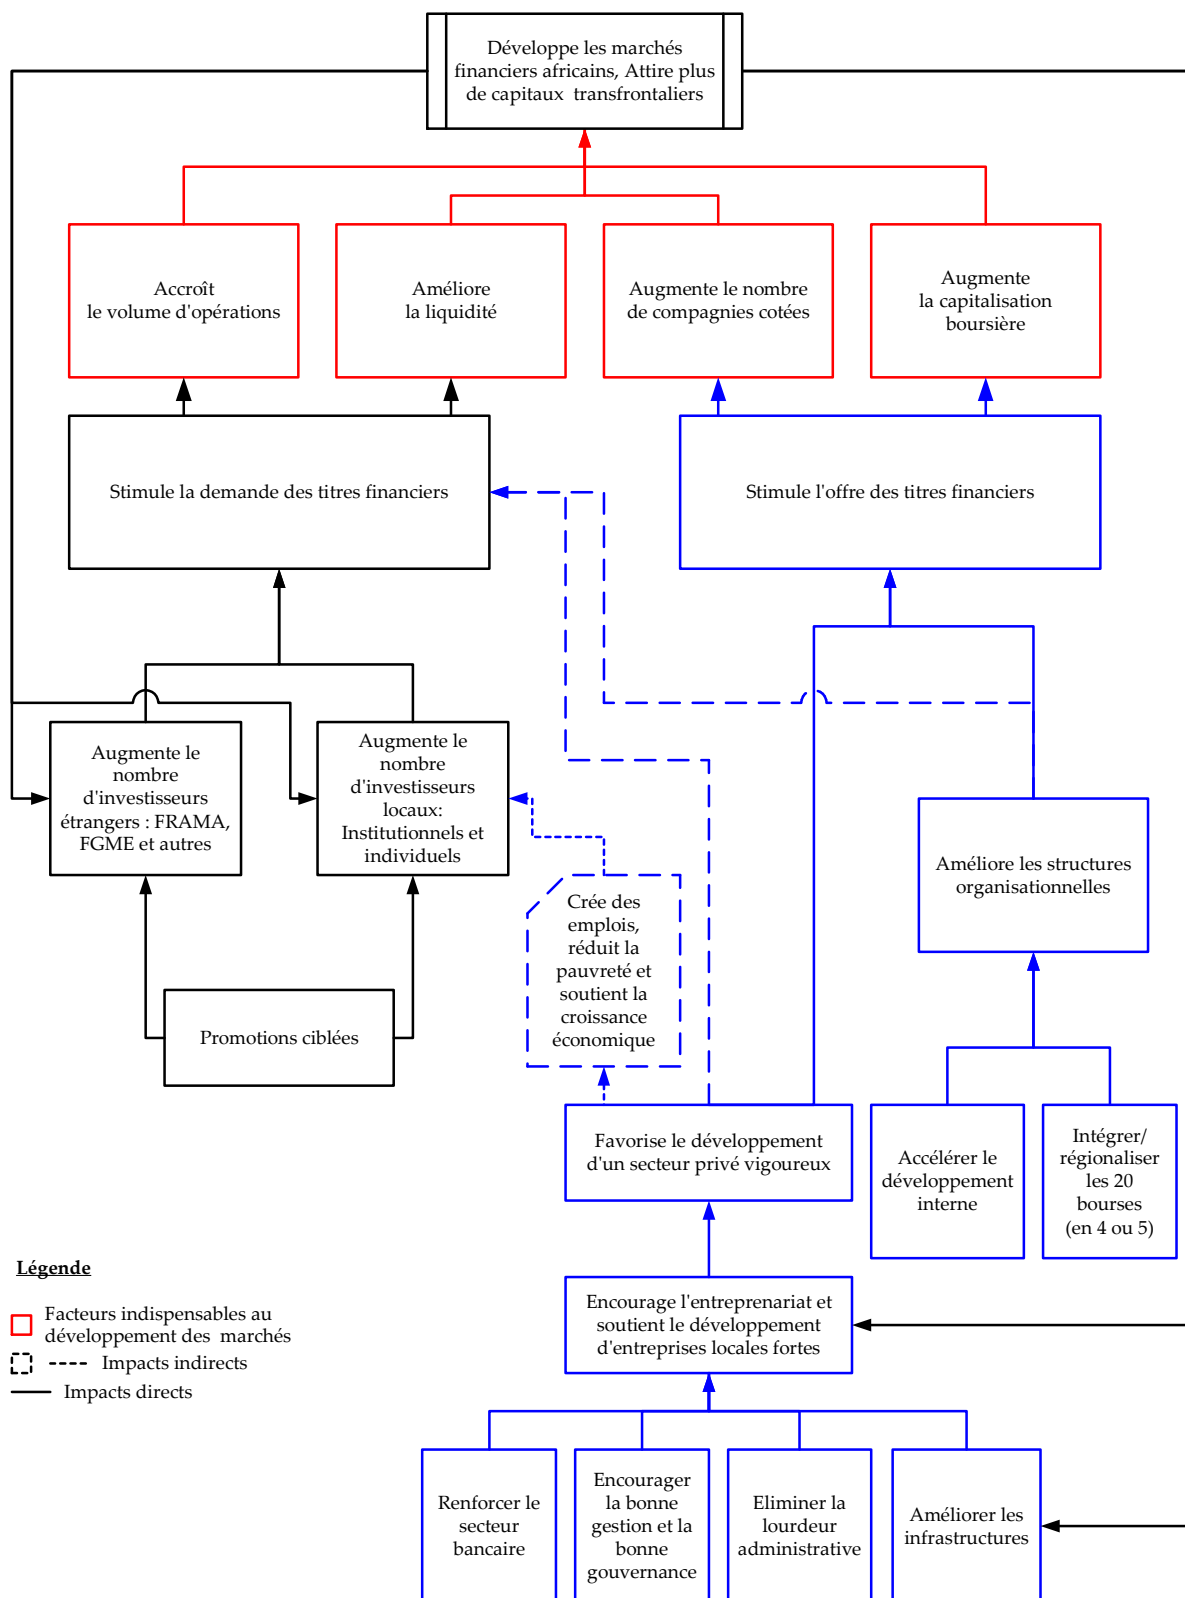 Développe les marchés
financiers africains, Attire plus
de capitaux transfrontaliers
Accroît
le volume d'opérations
Améliore
la liquidité
Augmente le nombre
de compagnies cotées
Augmente
la capitalisation
boursière
Stimule la demande des titres financiers
Stimule l'offre des titres financiers
Augmente le
nombre
d'investisseurs
étrangers : FRAMA,
FGME et autres
Augmente le
nombre
d'investisseurs
locaux:
Institutionnels et
individuels
Améliore les structures
organisationnelles
Crée des
emplois,
réduit la
pauvreté et
soutient la
croissance
économique
Promotions ciblées
Favorise le développement
d'un secteur privé vigoureux
Accélérer le
développement
interne
Intégrer/
régionaliser
les 20
bourses
(en 4 ou 5)
Légende
Facteurs indispensables au
développement des marchés
Impacts indirects
Impacts directs
Encourage l'entreprenariat et
soutient le développement
d'entreprises locales fortes
Renforcer le
secteur
bancaire
Encourager
la bonne
gestion et la
bonne
gouvernance
Eliminer la
lourdeur
administrative
Améliorer les
infrastructures